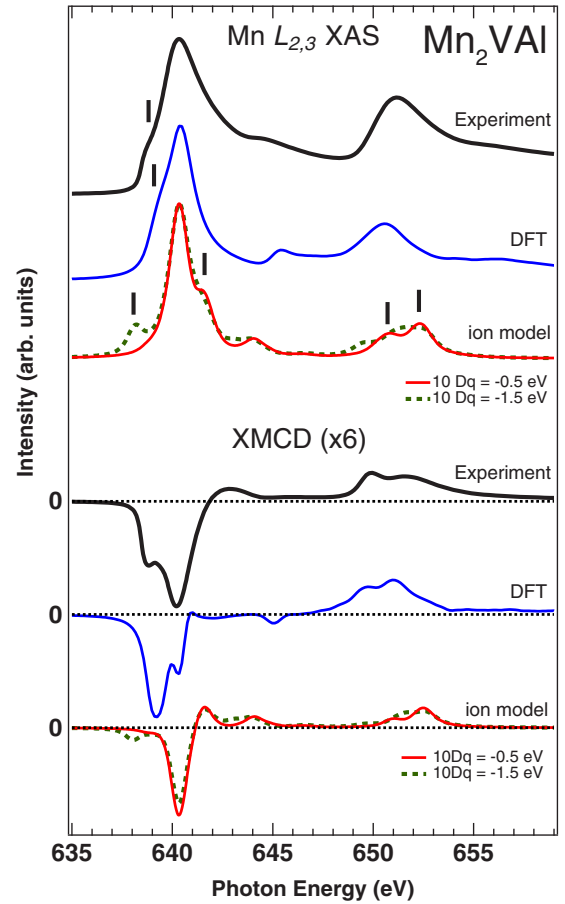 Mn L2,3 XAS
Mn2VAl
Experiment
DFT
ion model
10 Dq = -0.5 eV
10 Dq = -1.5 eV
XMCD (x6)
Experiment
0
DFT
0
ion model
0
10Dq = -0.5 eV
10Dq = -1.5 eV
635 640 645 650 655
Photon Energy (eV)
Intensity (arb. units)